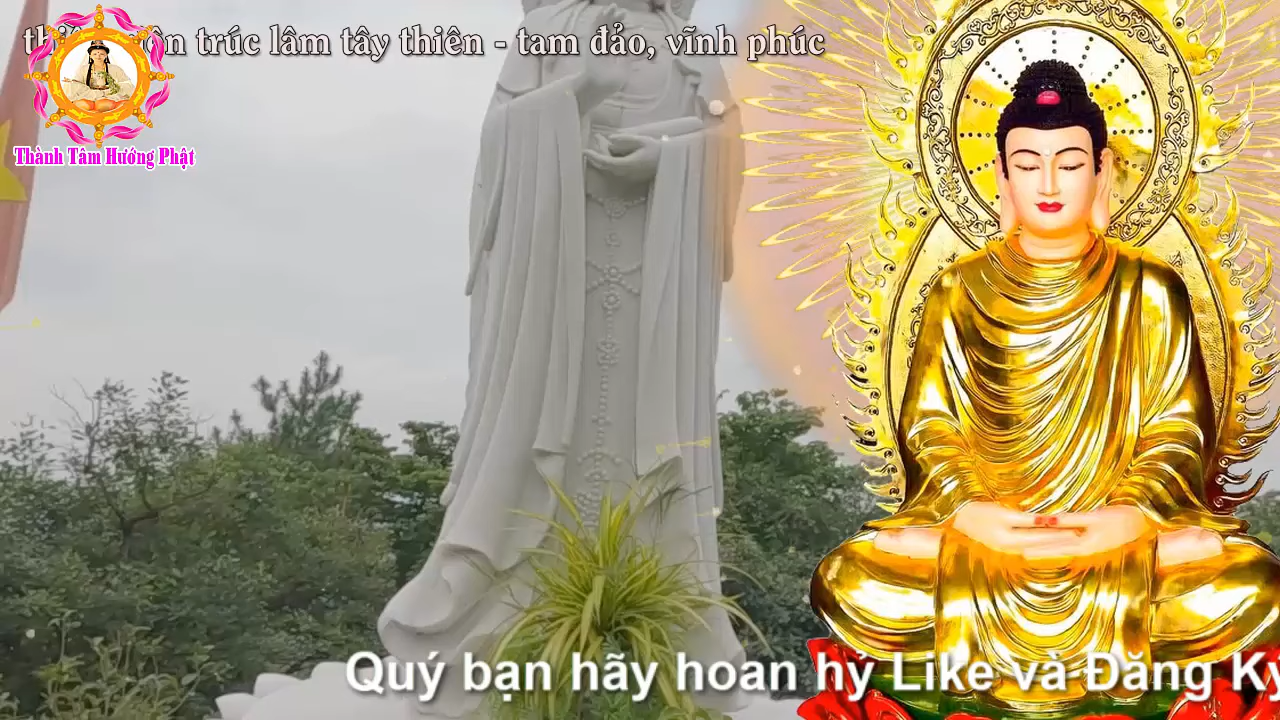 trúc lâm tây thiên - tam đảo, vĩnh phúc
Thành Tâm Hướng Phật
Quý bạn hãy hoan hỷ Like và Đăng Ký